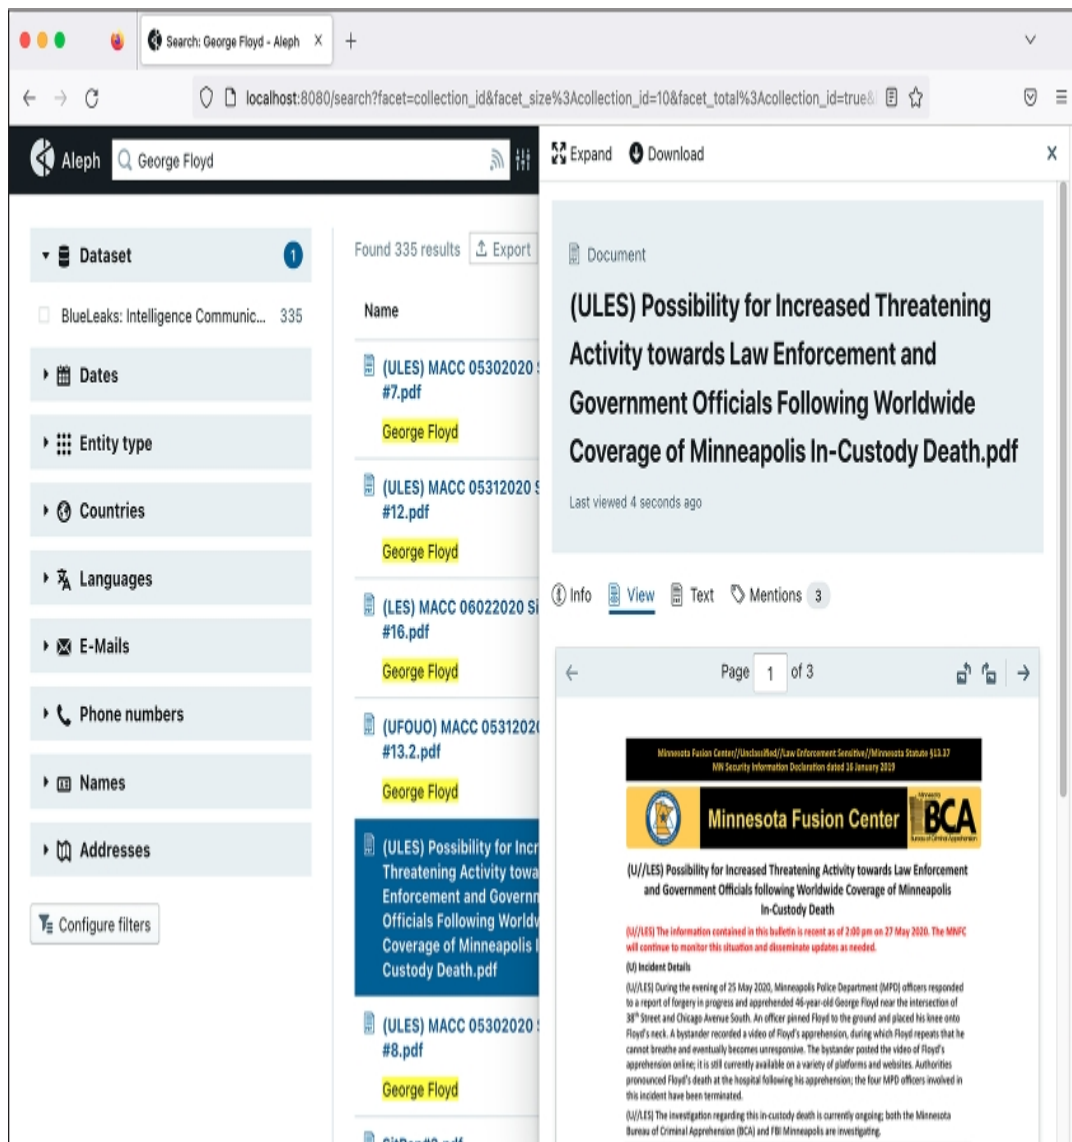 Search: George Floyd - Aleph
localhost:8080/search?facet=collection_id&facet_size%3Acollection_id=10&facet_total%3Acollection_id=true&
Aleph
George Floyd
Expand
Download
Dataset
1
BlueLeaks: Intelligence Communic... 335
Dates
Entity type
Countries
Languages
E-Mails
Phone numbers
Names
Addresses
Configure filters
Found 335 results
Export
Name
(ULES) MACC 05302020 S
#7.pdf
George Floyd
(ULES) MACC 05312020 S
#12.pdf
George Floyd
(LES) MACC 06022020 Si
#16.pdf
George Floyd
(UFOUO) MACC 05312020
#13.2.pdf
George Floyd
(ULES) Possibility for Incr
Threatening Activity towa
Enforcement and Governm
Officials Following Worldw
Coverage of Minneapolis I
Custody Death.pdf
(ULES) MACC 05302020 S
#8.pdf
George Floyd
SitRep#2.pdf
Document
(ULES) Possibility for Increased Threatening
Activity towards Law Enforcement and
Government Officials Following Worldwide
Coverage of Minneapolis In-Custody Death.pdf
Last viewed 4 seconds ago
Info
View
Text
Mentions 3
Page 1 of 3
Minnesota Fusion Center//Unclassified//Law Enforcement Sensitive//Minnesota Statute §13.37
MN Security Information Declaration dated 16 January 2019
Minnesota Fusion Center
Minnesota
BCA
Bureau of Criminal Apprehension
(U//LES) Possibility for Increased Threatening Activity towards Law Enforcement
and Government Officials following Worldwide Coverage of Minneapolis
In-Custody Death
(U//LES) The information contained in this bulletin is recent as of 2:00 pm on 27 May 2020. The MNFC
will continue to monitor this situation and disseminate updates as needed.
(U) Incident Details
(U//LES) During the evening of 25 May 2020, Minneapolis Police Department (MPD) officers responded
to a report of forgery in progress and apprehended 46-year-old George Floyd near the intersection of
38th Street and Chicago Avenue South. An officer pinned Floyd to the ground and placed his knee onto
Floyd's neck. A bystander recorded a video of Floyd's apprehension, during which Floyd repeats that he
cannot breathe and eventually becomes unresponsive. The bystander posted the video of Floyd's
apprehension online; it is still currently available on a variety of platforms and websites. Authorities
pronounced Floyd's death at the hospital following his apprehension; the four MPD officers involved in
this incident have been terminated.
(U//LES) The investigation regarding this in-custody death is currently ongoing; both the Minnesota
Bureau of Criminal Apprehension (BCA) and FBI Minneapolis are investigating.